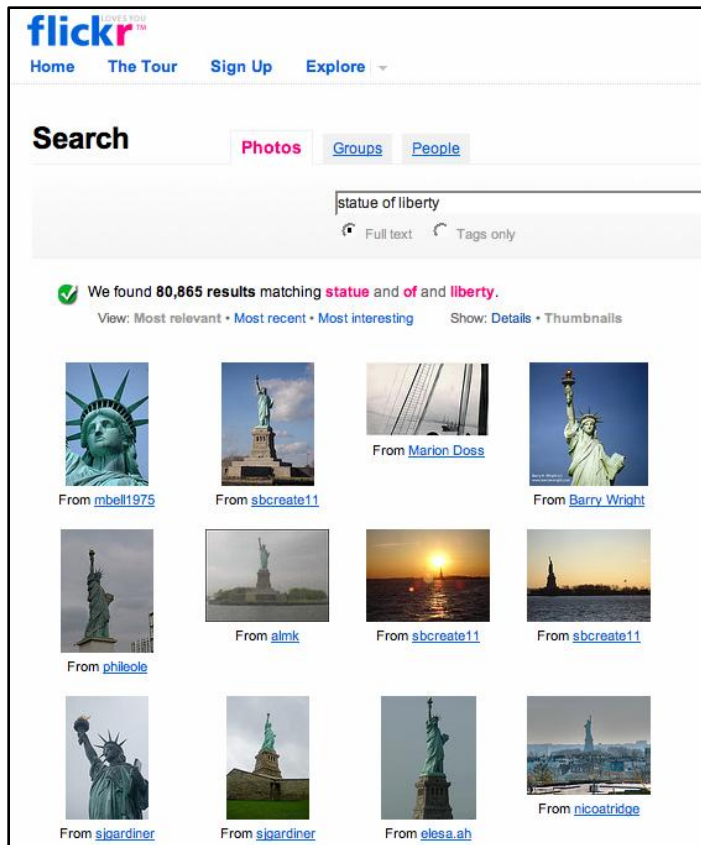 LOVES YOU
flickr™
Home The Tour Sign Up Explore
Search Photos Groups People
statue of liberty
Full text Tags only
We found 80,865 results matching statue and of and liberty.
View: Most relevant • Most recent • Most interesting Show: Details • Thumbnails
From mbell1975
From sbcreate11
From Marion Doss
From Barry Wright
From phileole
From almk
From sbcreate11
From sbcreate11
From sjgardiner
From sjgardiner
From elesa.ah
From nicoatridge